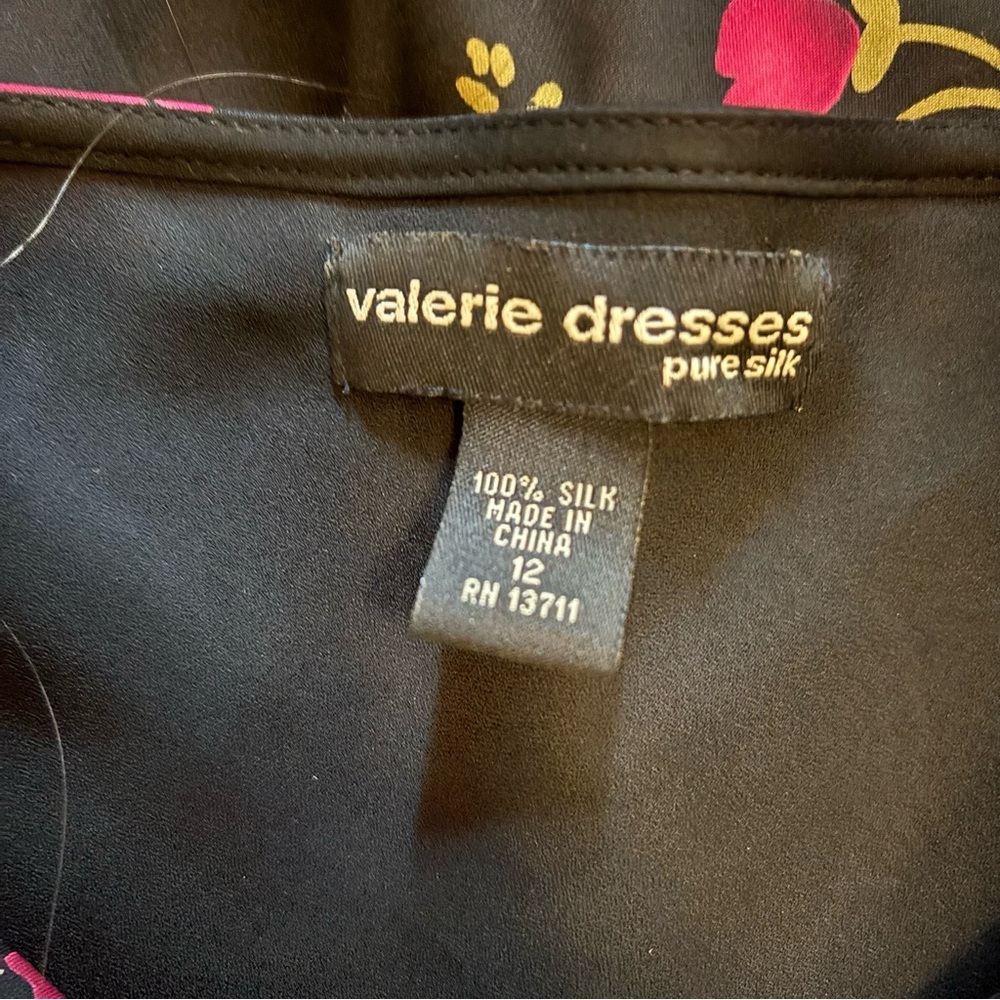 valerie dresses
pure silk
100% SILK
MADE IN
CHINA
12
RN 13711